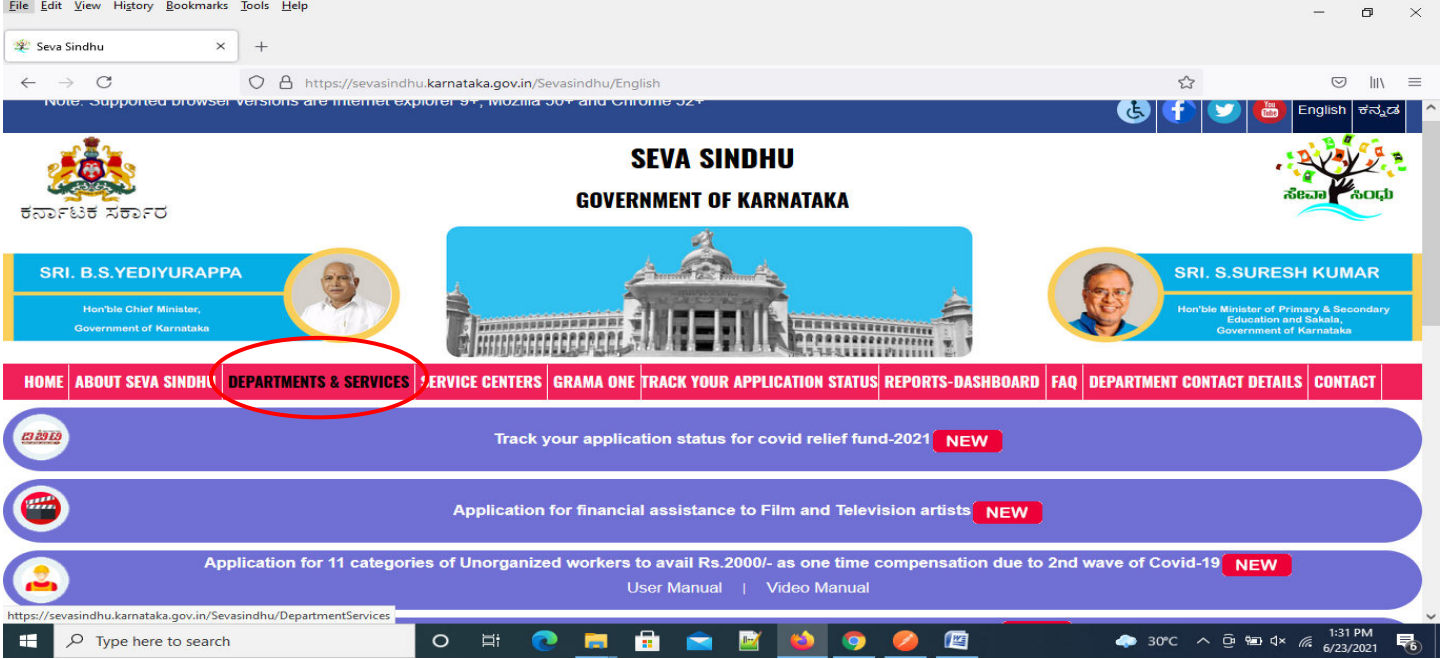 File Edit View History Bookmarks Tools Help
Seva Sindhu
https://sevasindhu.karnataka.gov.in/Sevasindhu/English
Note: Supported browser versions are Internet explorer 9+, Mozilla 50+ and Chrome 52+
You
Tube
English ಕನ್ನಡ
SEVA SINDHU
GOVERNMENT OF KARNATAKA
ಕರ್ನಾಟಕ ಸರ್ಕಾರ
ಸೇವಾ ಸಿಂಧು
SRI. B.S.YEDIYURAPPA
Hon'ble Chief Minister,
Government of Karnataka
SRI. S.SURESH KUMAR
Hon'ble Minister of Primary & Secondary
Education and Sakala,
Government of Karnataka
HOME ABOUT SEVA SINDHU DEPARTMENTS & SERVICES SERVICE CENTERS GRAMA ONE TRACK YOUR APPLICATION STATUS REPORTS-DASHBOARD FAQ DEPARTMENT CONTACT DETAILS CONTACT
Track your application status for covid relief fund-2021 NEW
Application for financial assistance to Film and Television artists NEW
Application for 11 categories of Unorganized workers to avail Rs.2000/- as one time compensation due to 2nd wave of Covid-19 NEW
User Manual | Video Manual
https://sevasindhu.karnataka.gov.in/Sevasindhu/DepartmentServices
Type here to search
30°C
1:31 PM
6/23/2021
6